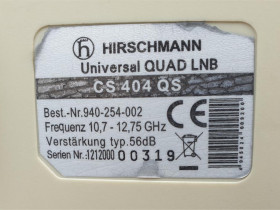 HIRSCHMANN
Universal QUAD LNB
CS 404 QS
Best.-Nr.940-254-002
Frequenz 10,7 - 12,75 GHz
Verstärkung typ.56dB
Serien Nr.:1212000 00319